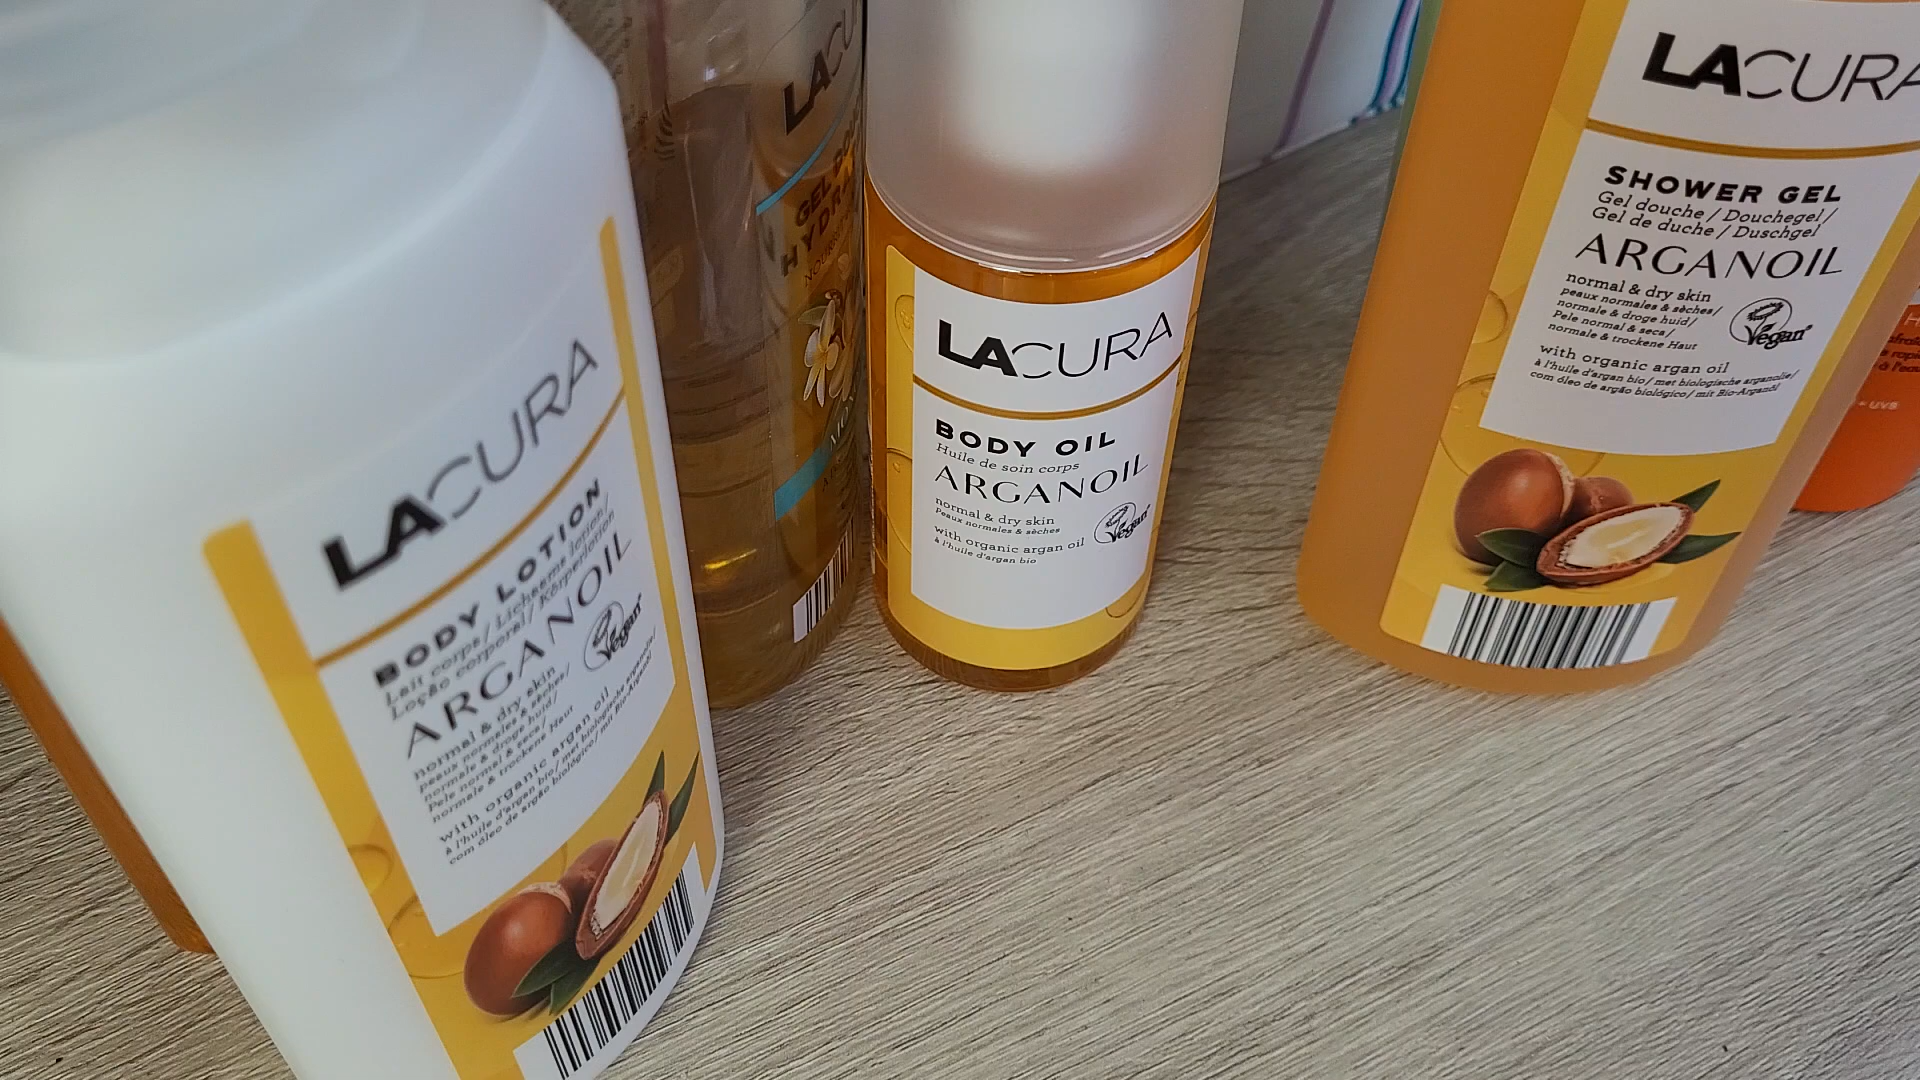 LACURA
BODY LOTION
Lait corps / Lichaamslotion /
Loção corporal / Körperlotion
ARGANOIL
normal & dry skin
peaux normales & sèches/
normale & droge huid/
Pele normal & seca/
normale & trockene Haut
Vegan
with organic argan oil
à l'huile d'argan bio/ met biologische arganolie/
com óleo de argão biológico/ mit Bio-Arganöl
LACU
GEL
HYDRA
LACURA
BODY OIL
Huile de soin corps
ARGANOIL
normal & dry skin
Peaux normales & sèches
with organic argan oil
à l'huile d'argan bio
Vegan
LACURA
SHOWER GEL
Gel douche / Douchegel /
Gel de duche / Duschgel
ARGANOIL
normal & dry skin
peaux normales & sèches/
normale & droge huid/
Pele normal & seca/
normale & trockene Haut
Vegan
with organic argan oil
à l'huile d'argan bio/ met biologische arganolie/
com óleo de argão biológico/ mit Bio-Arganöl